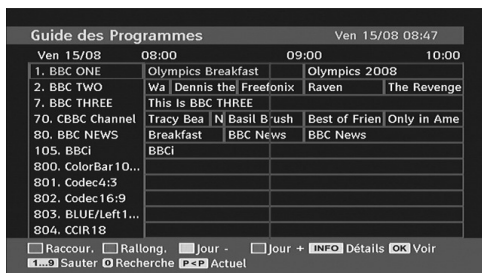 Guide des Programmes Ven 15/08 08:47
Ven 15/08 08:00 09:00 10:00
1. BBC ONE Olympics Breakfast Olympics 2008
2. BBC TWO Wa Dennis the Freefonix Raven The Revenge
7. BBC THREE This Is BBC THREE
70. CBBC Channel Tracy Bea N Basil Brush Best of Frien Only in Ame
80. BBC NEWS Breakfast BBC News BBC News
105. BBCi BBCi
800. ColorBar10...
801. Codec4:3
802. Codec16:9
803. BLUE/Left1...
804. CCIR18
Raccour. Rallong. Jour - Jour + INFO Détails OK Voir
1...9 Sauter 0 Recherche P<P Actuel